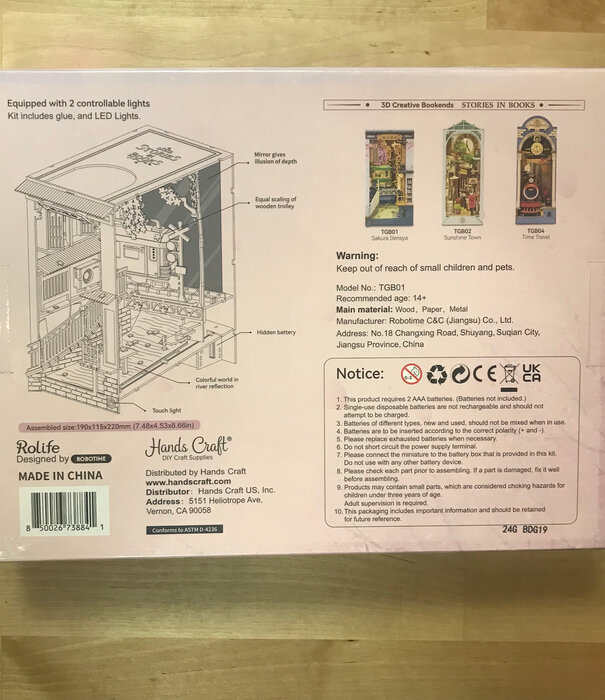 Equipped with 2 controllable lights
Kit includes glue, and LED Lights.
STORIES
BOOKS
Mirror gives
illusion of depth
Equal scaling of
wooden trolley
Hidden battery
Colorful world in
river reflection
Touch light
Assembled size:190x115x220mm (7.48x4.53x8.66in)
Rolife
Designed by ROBOTIME
MADE IN CHINA
8 50026 73884 1
Hands Craft®
DIY Craft Supplies
Distributed by Hands Craft
www.handscraft.com
Distributor: Hands Craft US, Inc.
Address: 5151 Heliotrope Ave,
Vernon, CA 90058
Conforms to ASTM D-4236
3D Creative Bookends STORIES IN BOOKS
TGB01
Sakura Densya
TGB02
Sunshine Town
TGB04
Time Travel
Warning:
Keep out of reach of small children and pets.
Model No.: TGB01
Recommended age: 14+
Main material: Wood, Paper, Metal
Manufacturer: Robotime C&C (Jiangsu) Co., Ltd.
Address: No.18 Changxing Road, Shuyang, Suqian City,
Jiangsu Province, China
Notice: 0-3 CE UK
CA
1. This product requires 2 AAA batteries. (Batteries not included.)
2. Single-use disposable batteries are not rechargeable and should not
attempt to be charged.
3. Batteries of different types, new and used, should not be mixed when in use.
4. Batteries are to be inserted according to the correct polarity (+ and -).
5. Please replace exhausted batteries when necessary.
6. Do not short circuit the power supply terminal.
7. Please connect the miniature to the battery box that is provided in this kit.
Do not use with any other battery device.
8. Please check each part prior to assembling. If a part is damaged, fix it well
before assembling.
9. Products may contain small parts, which are considered choking hazards for
children under three years of age.
Adult supervision is required.
10. This packaging includes important information and should be retained
for future reference.
24G BDG19